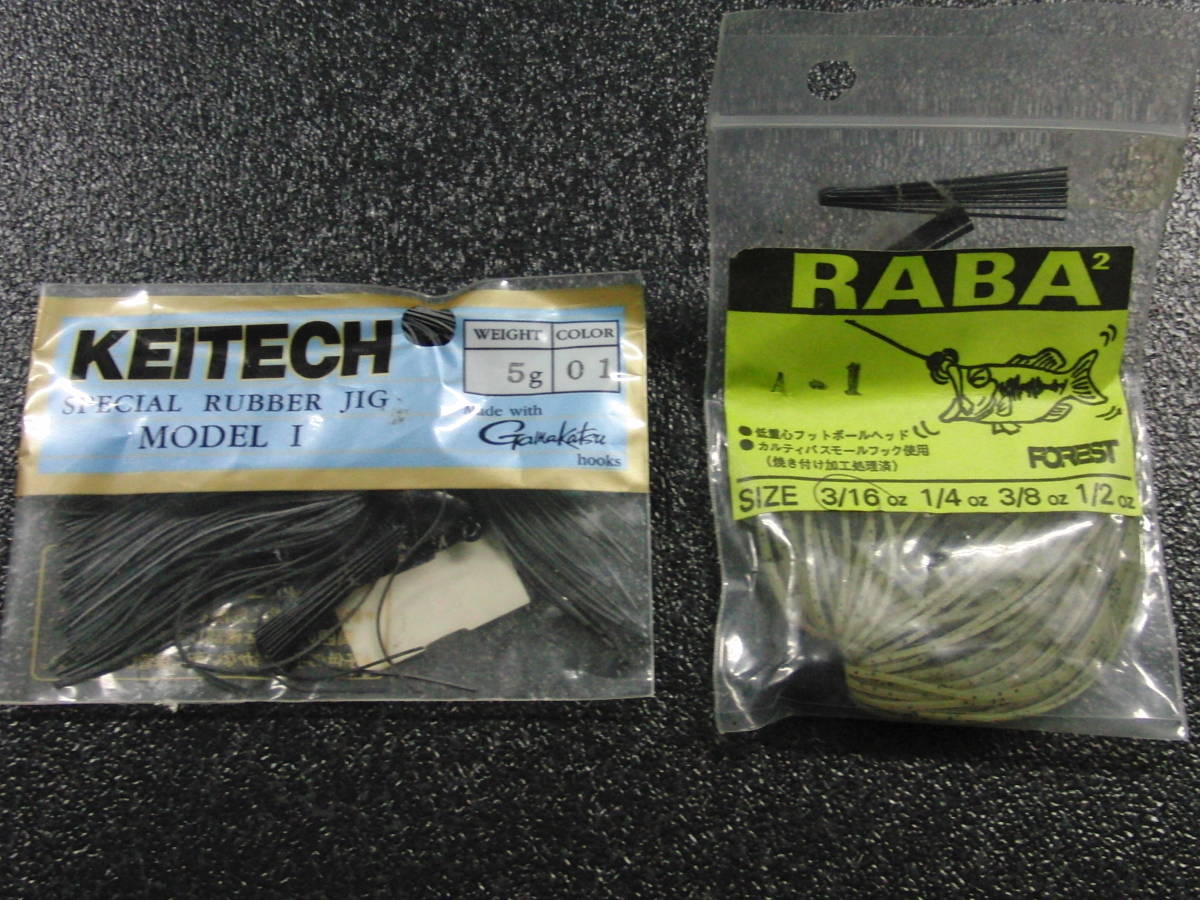 KEITECH
SPECIAL RUBBER JIG
MODEL I
WEIGHT COLOR
5g 01
Made with
Gamakatsu
hooks
RABA²
A-1
●低重心フットボールヘッド
●カルティバスモールフック使用
(焼き付け加工処理済)
FOREST
SIZE 3/16 oz 1/4 oz 3/8 oz 1/2 oz